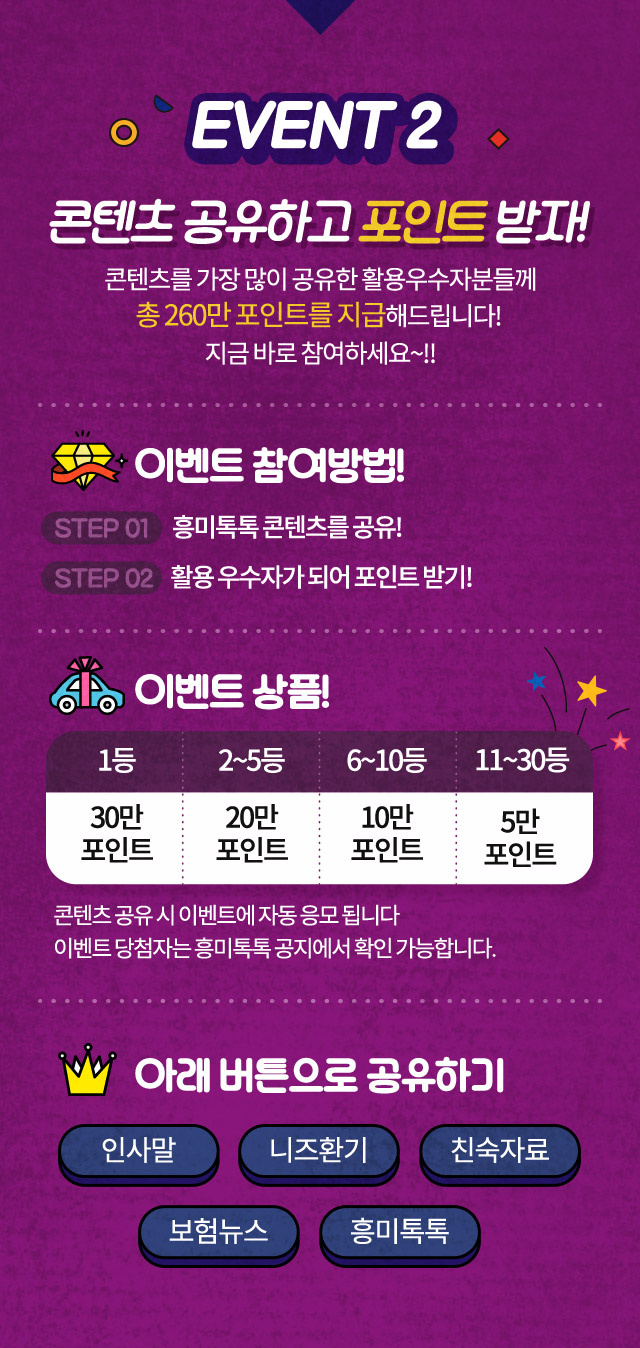 EVENT 2
콘텐츠 공유하고 포인트 받자!
콘텐츠를 가장 많이 공유한 활용우수자분들께
총 260만 포인트를 지급해드립니다!
지금 바로 참여하세요~!!
이벤트 참여방법!
STEP 01 흥미톡톡 콘텐츠를 공유!
STEP 02 활용 우수자가 되어 포인트 받기!
이벤트 상품!
1등 2~5등 6~10등 11~30등
30만 20만 10만 5만
포인트 포인트 포인트 포인트
콘텐츠 공유 시 이벤트에 자동 응모 됩니다
이벤트 당첨자는 흥미톡톡 공지에서 확인 가능합니다.
아래 버튼으로 공유하기
인사말 니즈환기 친숙자료
보험뉴스 흥미톡톡